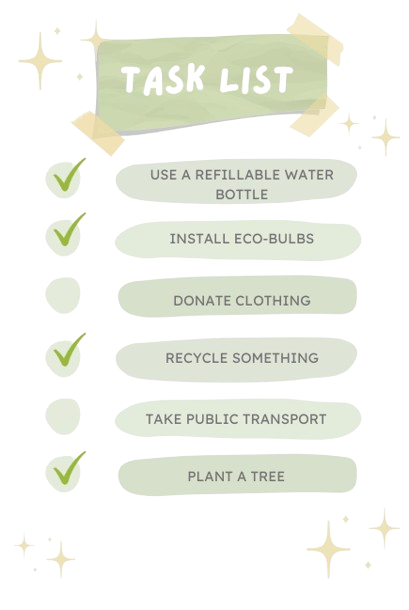 TASK LIST
USE A REFILLABLE WATER
BOTTLE
INSTALL ECO-BULBS
DONATE CLOTHING
RECYCLE SOMETHING
TAKE PUBLIC TRANSPORT
PLANT A TREE